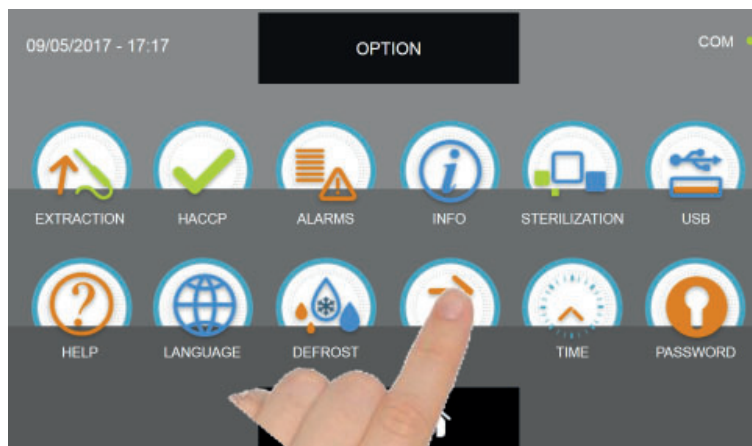 09/05/2017 - 17:17
OPTION
COM
EXTRACTION
HACCP
ALARMS
INFO
STERILIZATION
USB
HELP
LANGUAGE
DEFROST
TIME
PASSWORD